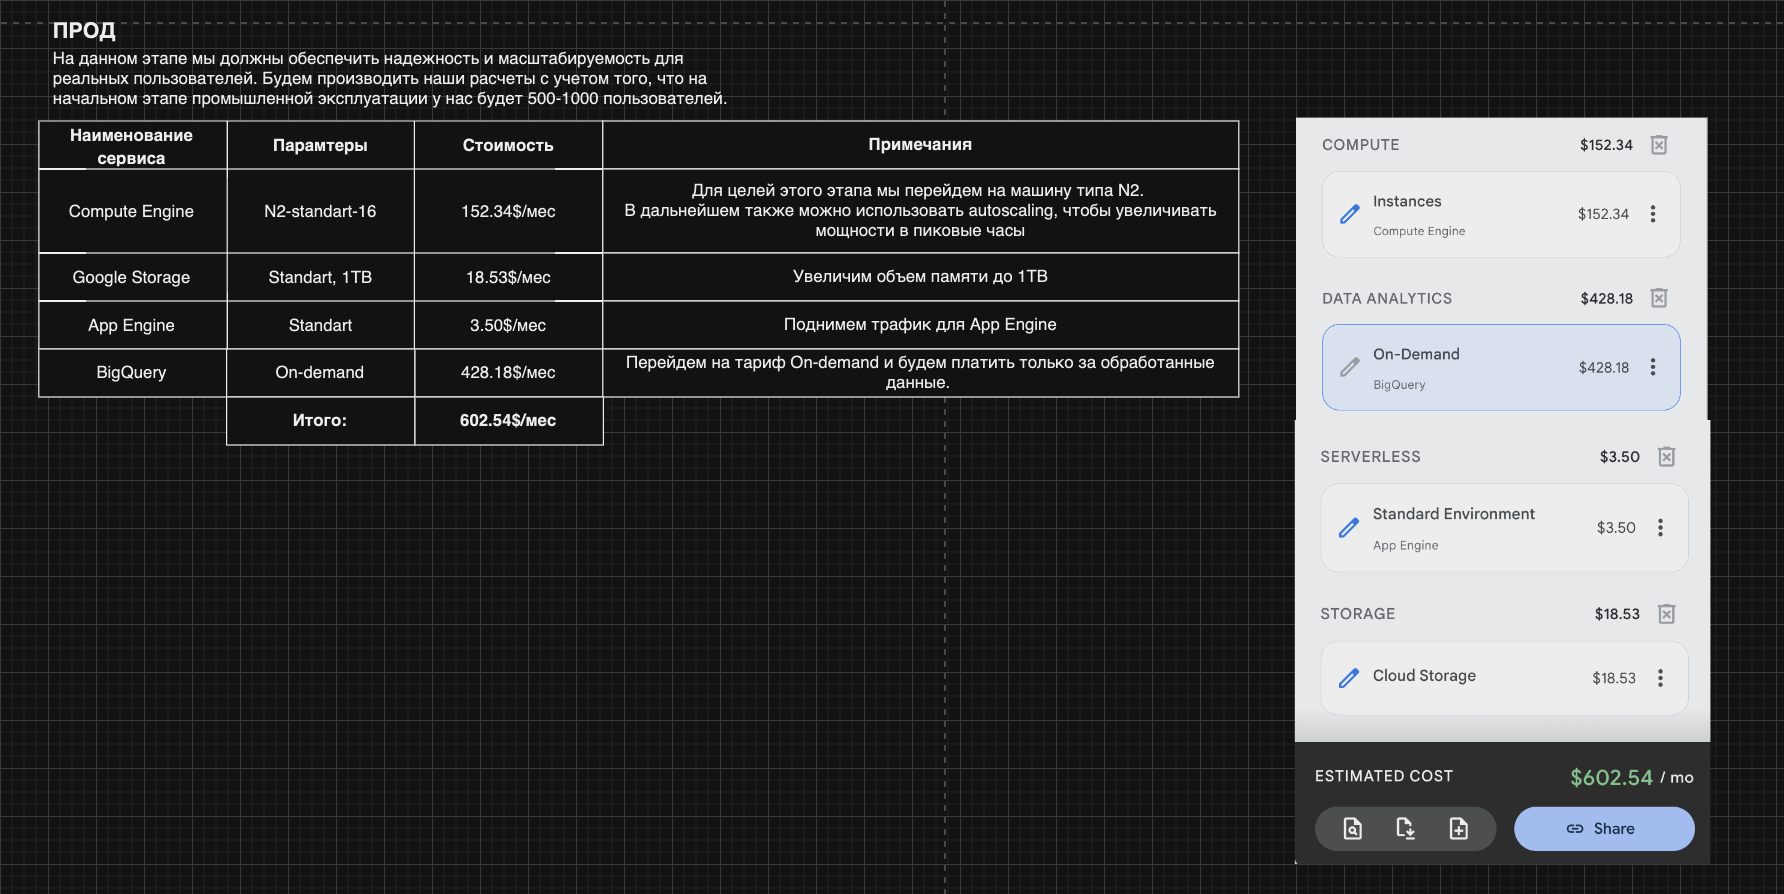 ПРОД
На данном этапе мы должны обеспечить надежность и масштабируемость для
реальных пользователей. Будем производить наши расчеты с учетом того, что на
начальном этапе промышленной эксплуатации у нас будет 500-1000 пользователей.
Наименование
сервиса
Парамтеры
Стоимость
Примечания
Compute Engine
N2-standart-16
152.34$/мес
Для целей этого этапа мы перейдем на машину типа N2.
В дальнейшем также можно использовать autoscaling, чтобы увеличивать
мощности в пиковые часы
Google Storage
Standart, 1TB
18.53$/мес
Увеличим объем памяти до 1TB
App Engine
Standart
3.50$/мес
Поднимем трафик для App Engine
BigQuery
On-demand
428.18$/мес
Перейдем на тариф On-demand и будем платить только за обработанные
данные.
Итого:
602.54$/мес
COMPUTE $152.34
Instances
Compute Engine
$152.34
DATA ANALYTICS $428.18
On-Demand
BigQuery
$428.18
SERVERLESS $3.50
Standard Environment
App Engine
$3.50
STORAGE $18.53
Cloud Storage $18.53
ESTIMATED COST $602.54 / mo
Share